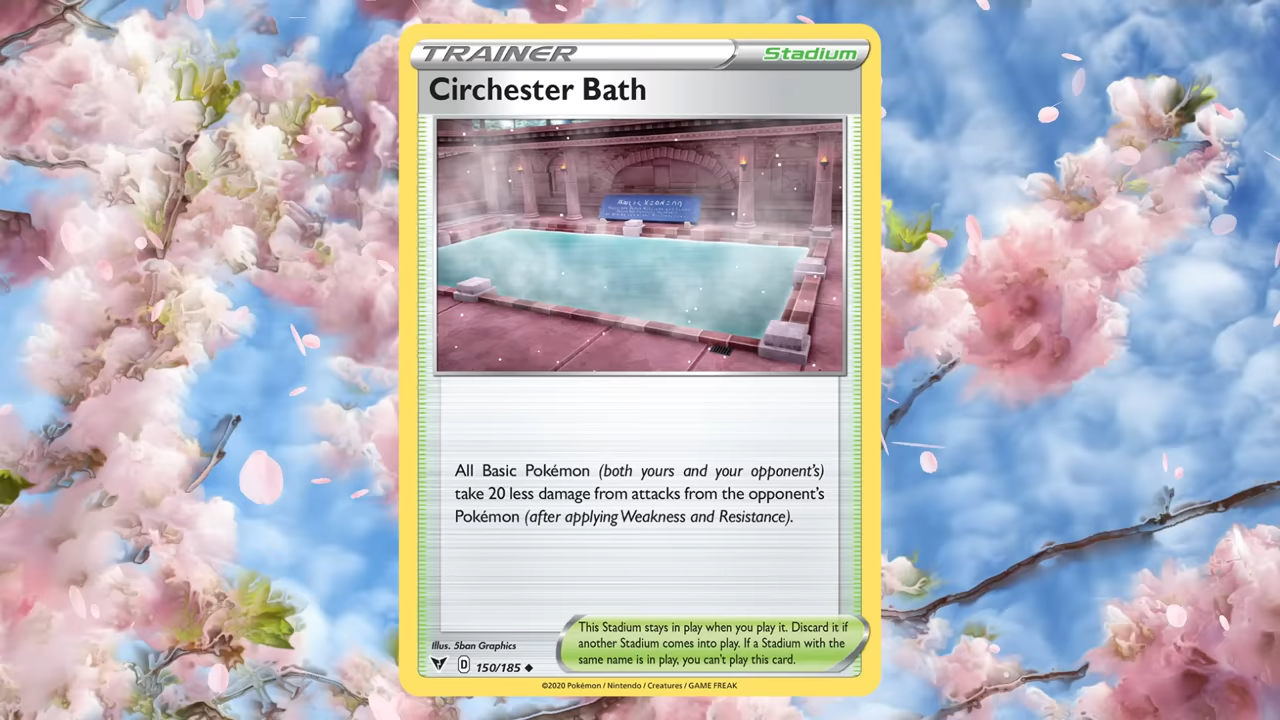 TRAINER Stadium
Circhester Bath
All Basic Pokémon (both yours and your opponent's)
take 20 less damage from attacks from the opponent's
Pokémon (after applying Weakness and Resistance).
This Stadium stays in play when you play it. Discard it if
another Stadium comes into play. If a Stadium with the
same name is in play, you can't play this card.
Illus. 5ban Graphics
D 150/185
©2020 Pokémon / Nintendo / Creatures / GAME FREAK